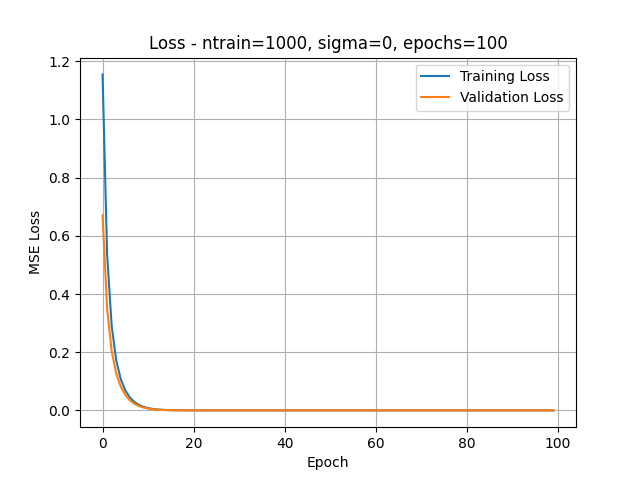 Loss - ntrain=1000, sigma=0, epochs=100
1.2
1.0
0.8
0.6
0.4
0.2
0.0
MSE Loss
Training Loss
Validation Loss
0 20 40 60 80 100
Epoch